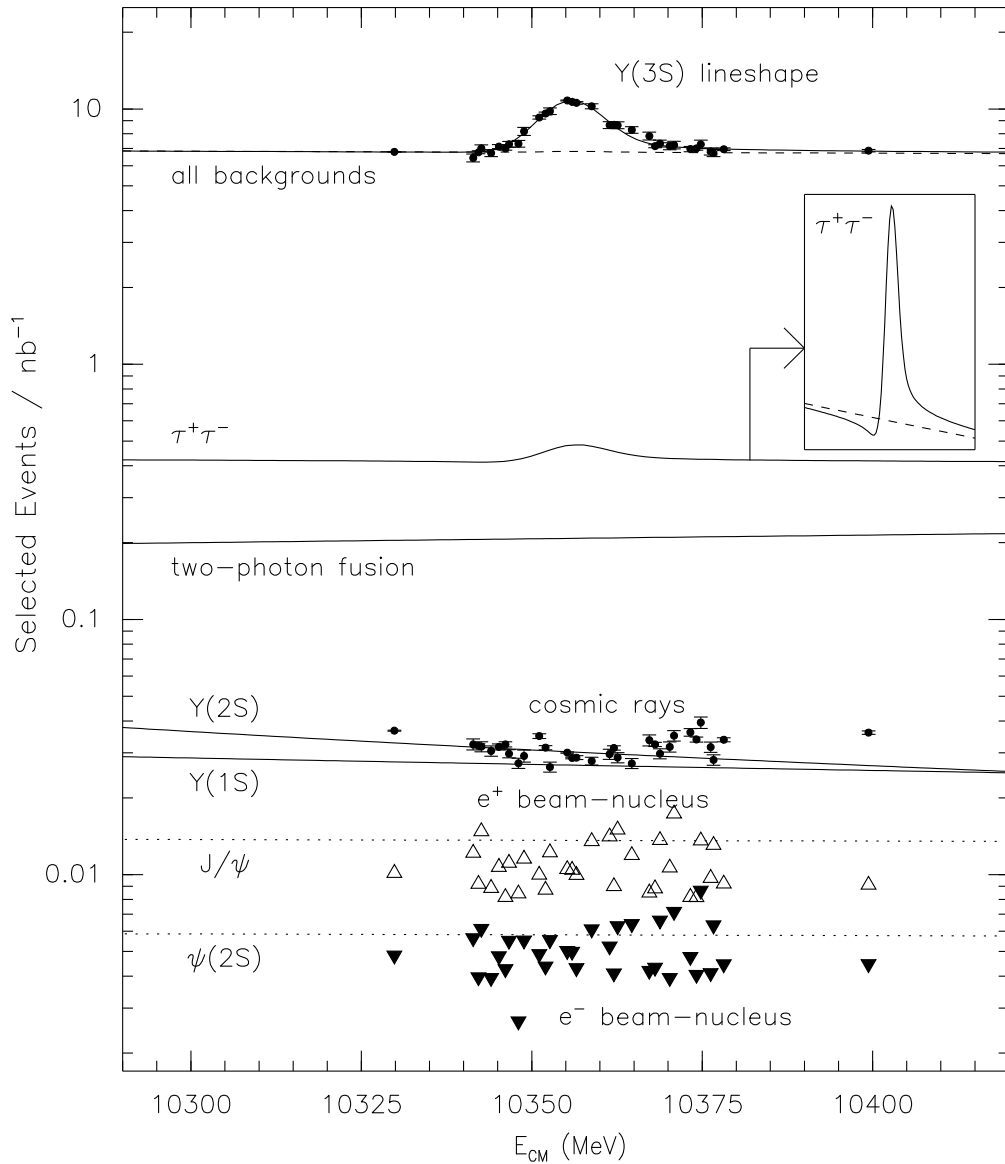 Υ(3S) lineshape
10
all backgrounds
τ⁺τ⁻
1
τ⁺τ⁻
two-photon fusion
0.1
Υ(2S)
cosmic rays
Υ(1S)
e⁺ beam-nucleus
J/ψ
0.01
ψ(2S)
e⁻ beam-nucleus
10300 10325 10350 10375 10400
E_CM (MeV)
Selected Events / nb⁻¹